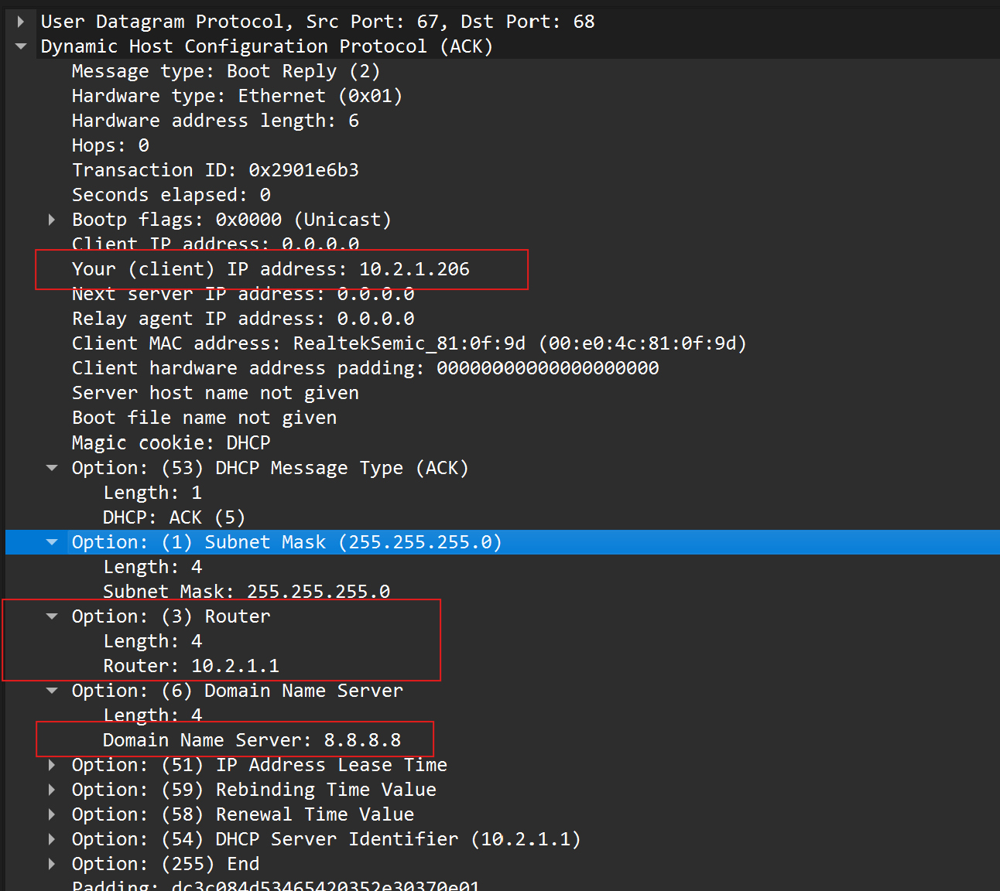 User Datagram Protocol, Src Port: 67, Dst Port: 68
Dynamic Host Configuration Protocol (ACK)
Message type: Boot Reply (2)
Hardware type: Ethernet (0x01)
Hardware address length: 6
Hops: 0
Transaction ID: 0x2901e6b3
Seconds elapsed: 0
Bootp flags: 0x0000 (Unicast)
Client IP address: 0.0.0.0
Your (client) IP address: 10.2.1.206
Next server IP address: 0.0.0.0
Relay agent IP address: 0.0.0.0
Client MAC address: RealtekSemic_81:0f:9d (00:e0:4c:81:0f:9d)
Client hardware address padding: 00000000000000000000
Server host name not given
Boot file name not given
Magic cookie: DHCP
Option: (53) DHCP Message Type (ACK)
Length: 1
DHCP: ACK (5)
Option: (1) Subnet Mask (255.255.255.0)
Length: 4
Subnet Mask: 255.255.255.0
Option: (3) Router
Length: 4
Router: 10.2.1.1
Option: (6) Domain Name Server
Length: 4
Domain Name Server: 8.8.8.8
Option: (51) IP Address Lease Time
Option: (59) Rebinding Time Value
Option: (58) Renewal Time Value
Option: (54) DHCP Server Identifier (10.2.1.1)
Option: (255) End
Padding: dc3c084d53465420352e30370e01